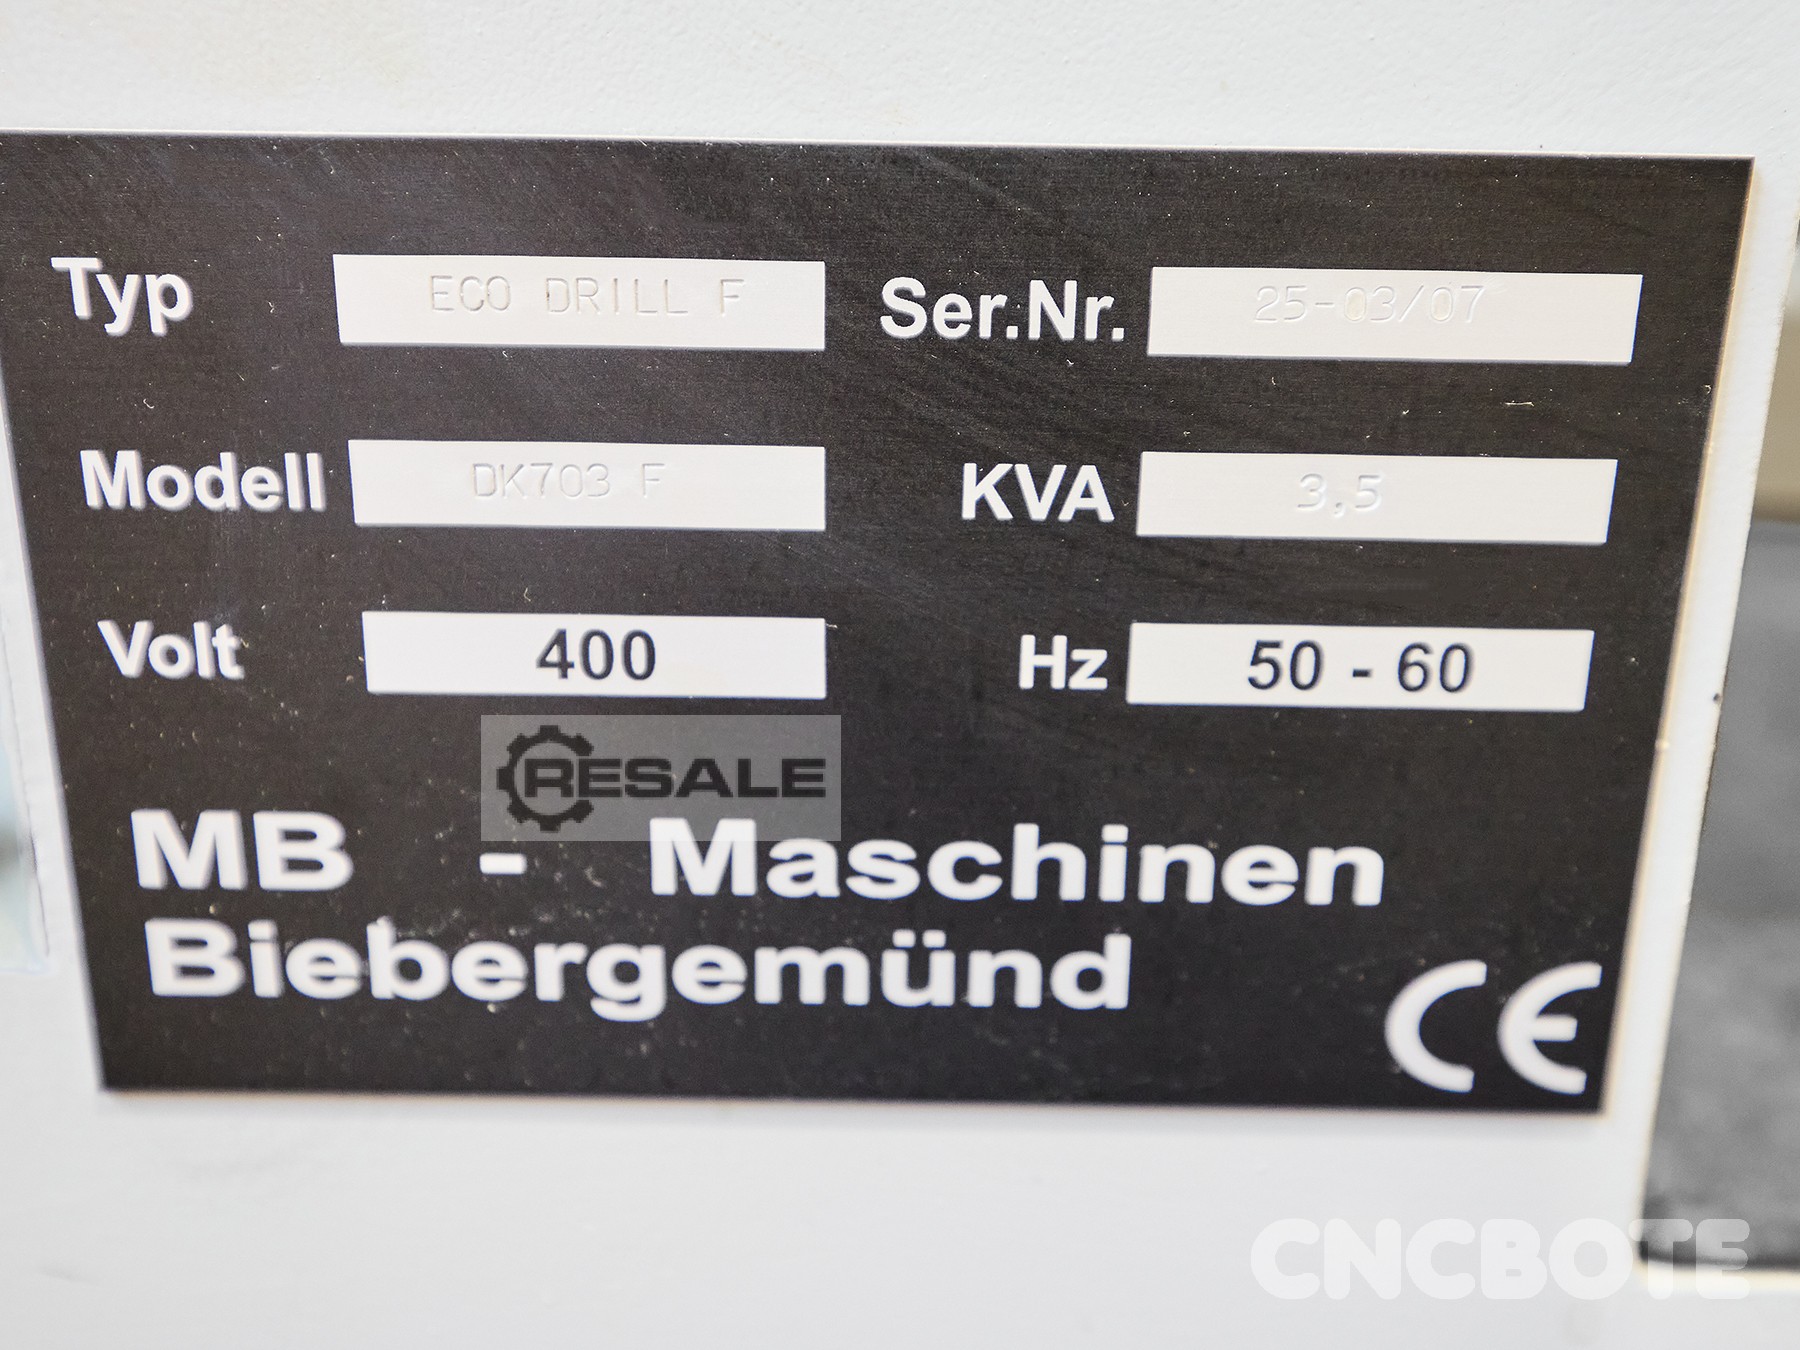 Typ ECO DRILL F Ser.Nr. 25-03/07
Modell DK703 F KVA 3,5
Volt 400 Hz 50 - 60
RESALE
MB - Maschinen
Biebergemünd
CE
CNCBOTE